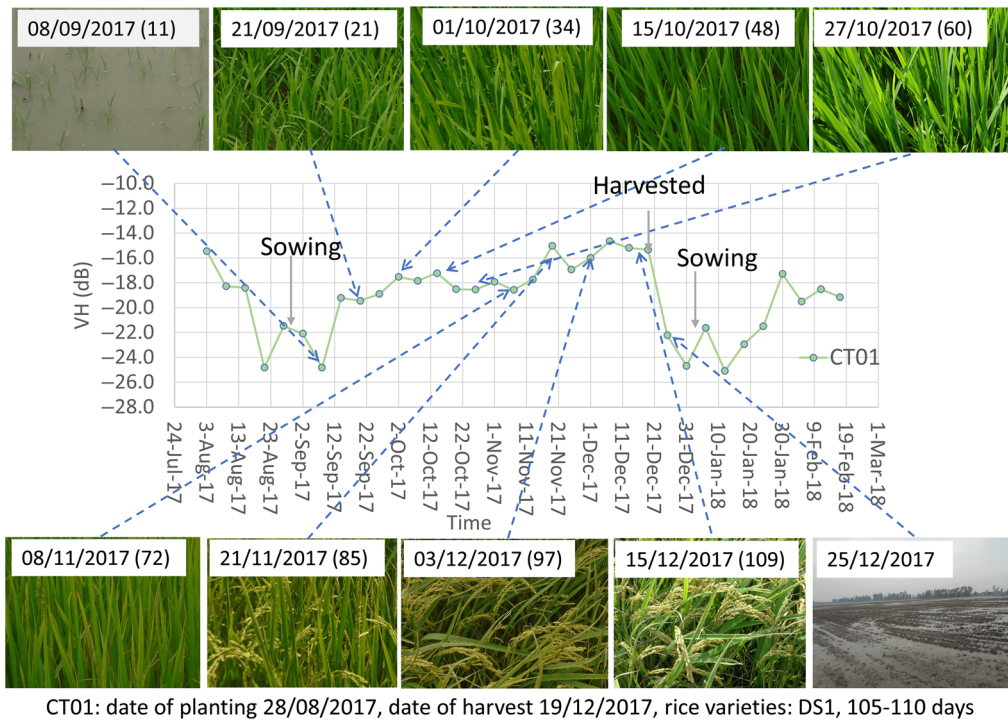 08/09/2017 (11)
21/09/2017 (21)
01/10/2017 (34)
15/10/2017 (48)
27/10/2017 (60)
Harvested
Sowing
Sowing
VH (dB)
−10.0
−12.0
−14.0
−16.0
−18.0
−20.0
−22.0
−24.0
−26.0
−28.0
CT01
24-Jul-17
3-Aug-17
13-Aug-17
23-Aug-17
2-Sep-17
12-Sep-17
22-Sep-17
2-Oct-17
12-Oct-17
22-Oct-17
1-Nov-17
11-Nov-17
21-Nov-17
1-Dec-17
11-Dec-17
21-Dec-17
31-Dec-17
10-Jan-18
20-Jan-18
30-Jan-18
9-Feb-18
19-Feb-18
1-Mar-18
Time
08/11/2017 (72)
21/11/2017 (85)
03/12/2017 (97)
15/12/2017 (109)
25/12/2017
CT01: date of planting 28/08/2017, date of harvest 19/12/2017, rice varieties: DS1, 105-110 days